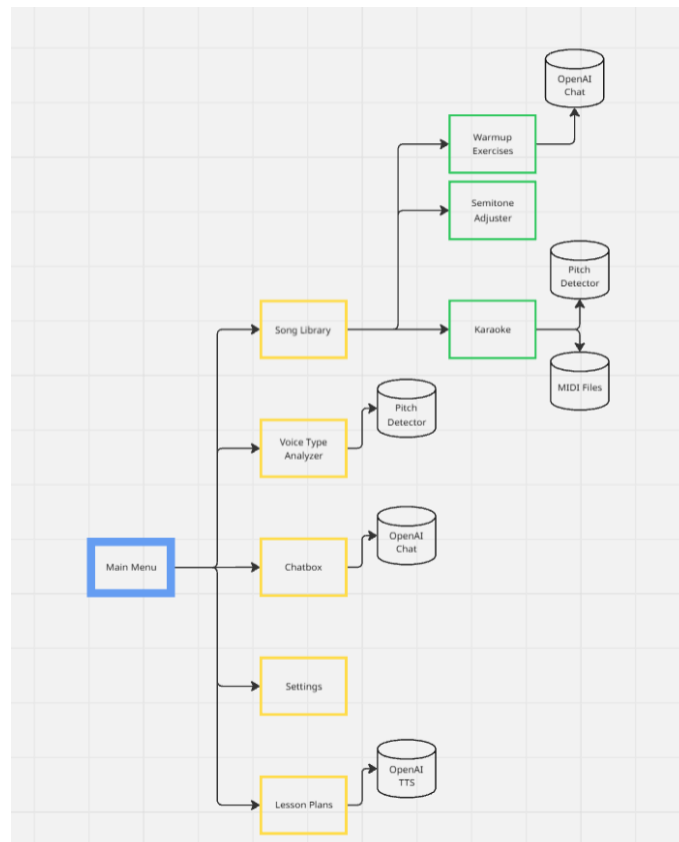 OpenAI
Chat
Warmup
Exercises
Semitone
Adjuster
Pitch
Detector
Song Library
Karaoke
MIDI Files
Pitch
Detector
Voice Type
Analyzer
OpenAI
Chat
Main Menu
Chatbox
Settings
OpenAI
TTS
Lesson Plans